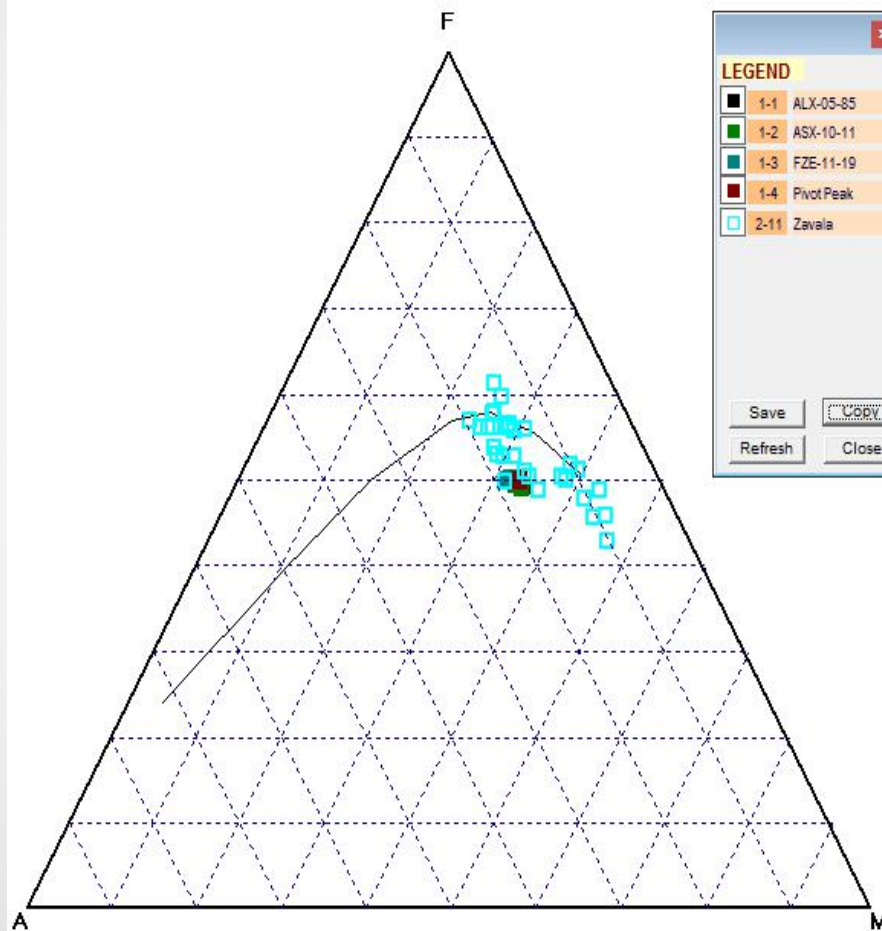 F
LEGEND
1-1 ALX-05-85
1-2 ASX-10-11
1-3 FZE-11-19
1-4 Pivot Peak
2-11 Zavala
Save Copy
Refresh Close
A M